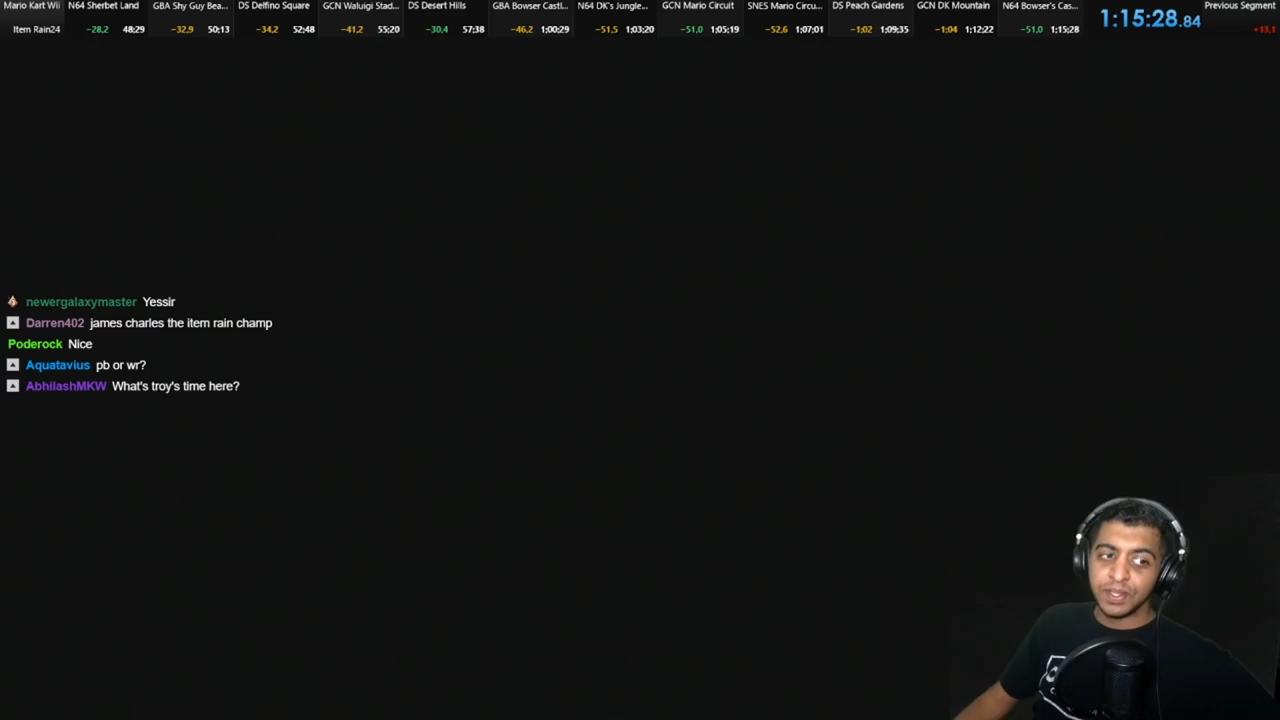 Mario Kart Wii N64 Sherbet Land GBA Shy Guy Bea... DS Delfino Square GCN Waluigi Stad... DS Desert Hills GBA Bowser Castl... N64 DK's Jungle... GCN Mario Circuit SNES Mario Circu... DS Peach Gardens GCN DK Mountain N64 Bowser's Cas... 1:15:28.84 Previous Segment
Item Rain24 −28,2 48:29 −32,9 50:13 −34,2 52:48 −41,2 55:20 −30,4 57:38 −46,2 1:00:29 −51,5 1:03:20 −51,0 1:05:19 −52,6 1:07:01 −1:02 1:09:35 −1:04 1:12:22 −51,0 1:15:28 +13,1
newergalaxymaster Yessir
Darren402 james charles the item rain champ
Poderock Nice
Aquatavius pb or wr?
AbhilashMKW What's troy's time here?